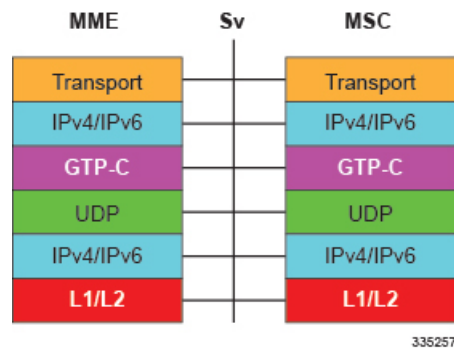 MME Sv MSC
Transport Transport
IPv4/IPv6 IPv4/IPv6
GTP-C GTP-C
UDP UDP
IPv4/IPv6 IPv4/IPv6
L1/L2 L1/L2
335257